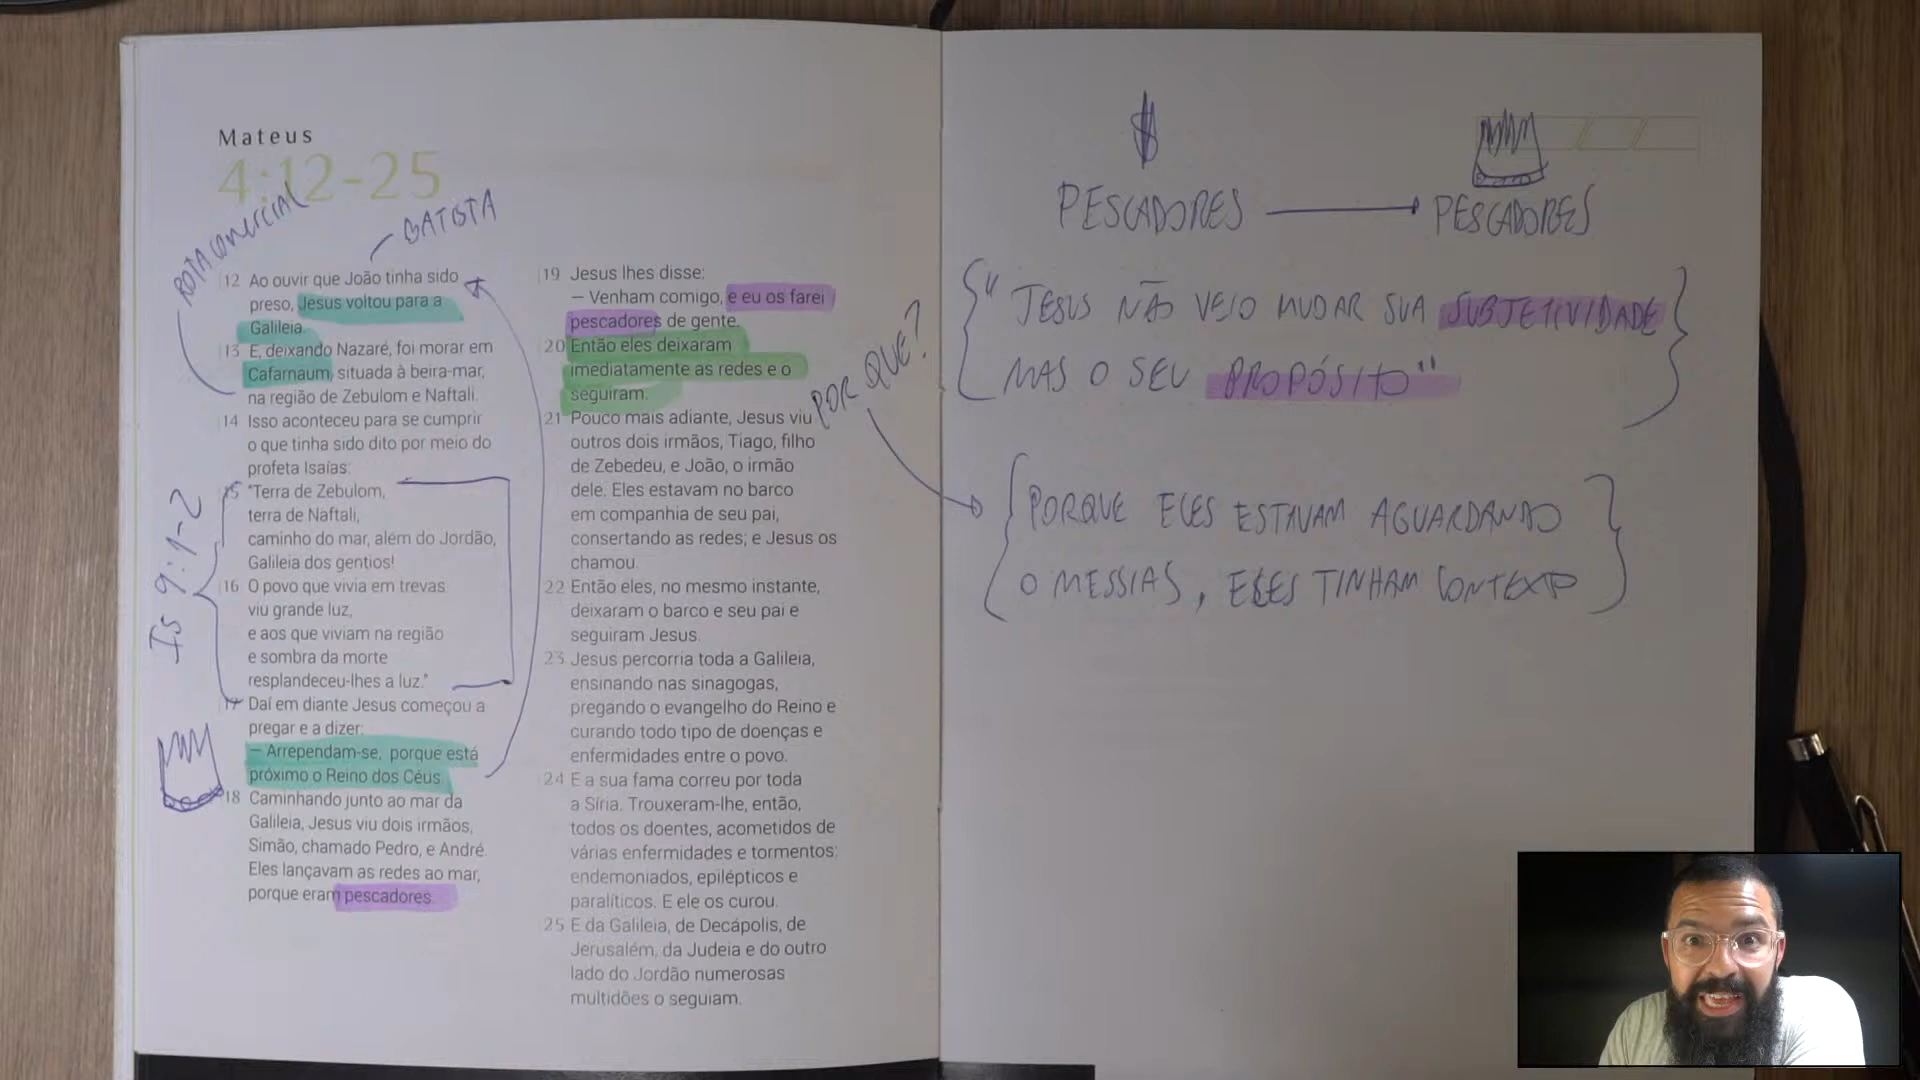 Mateus
4:12-25
ROTA COMERCIAL
BATISTA
12 Ao ouvir que João tinha sido
preso, Jesus voltou para a
Galileia.
13 E, deixando Nazaré, foi morar em
Cafarnaum, situada à beira-mar,
na região de Zebulom e Naftali.
14 Isso aconteceu para se cumprir
o que tinha sido dito por meio do
profeta Isaías:
15 "Terra de Zebulom,
terra de Naftali,
caminho do mar, além do Jordão,
Galileia dos gentios!
16 O povo que vivia em trevas
viu grande luz,
e aos que viviam na região
e sombra da morte
resplandeceu-lhes a luz."
Is 9:1-2
17 Daí em diante Jesus começou a
pregar e a dizer:
— Arrependam-se, porque está
próximo o Reino dos Céus.
18 Caminhando junto ao mar da
Galileia, Jesus viu dois irmãos,
Simão, chamado Pedro, e André.
Eles lançavam as redes ao mar,
porque eram pescadores.
19 Jesus lhes disse:
— Venham comigo, e eu os farei
pescadores de gente.
20 Então eles deixaram
imediatamente as redes e o
seguiram.
21 Pouco mais adiante, Jesus viu
outros dois irmãos, Tiago, filho
de Zebedeu, e João, o irmão
dele. Eles estavam no barco
em companhia de seu pai,
consertando as redes; e Jesus os
chamou.
22 Então eles, no mesmo instante,
deixaram o barco e seu pai e
seguiram Jesus.
23 Jesus percorria toda a Galileia,
ensinando nas sinagogas,
pregando o evangelho do Reino e
curando todo tipo de doenças e
enfermidades entre o povo.
24 E a sua fama correu por toda
a Síria. Trouxeram-lhe, então,
todos os doentes, acometidos de
várias enfermidades e tormentos:
endemoniados, epilépticos e
paralíticos. E ele os curou.
25 E da Galileia, de Decápolis, de
Jerusalém, da Judeia e do outro
lado do Jordão numerosas
multidões o seguiam.
POR QUE?
$
PESCADORES PESCADORES
"JESUS NÃO VEIO MUDAR SUA SUBJETIVIDADE
MAS O SEU PROPÓSITO"
PORQUE ELES ESTAVAM AGUARDANDO
O MESSIAS, ELES TINHAM CONTEXTO